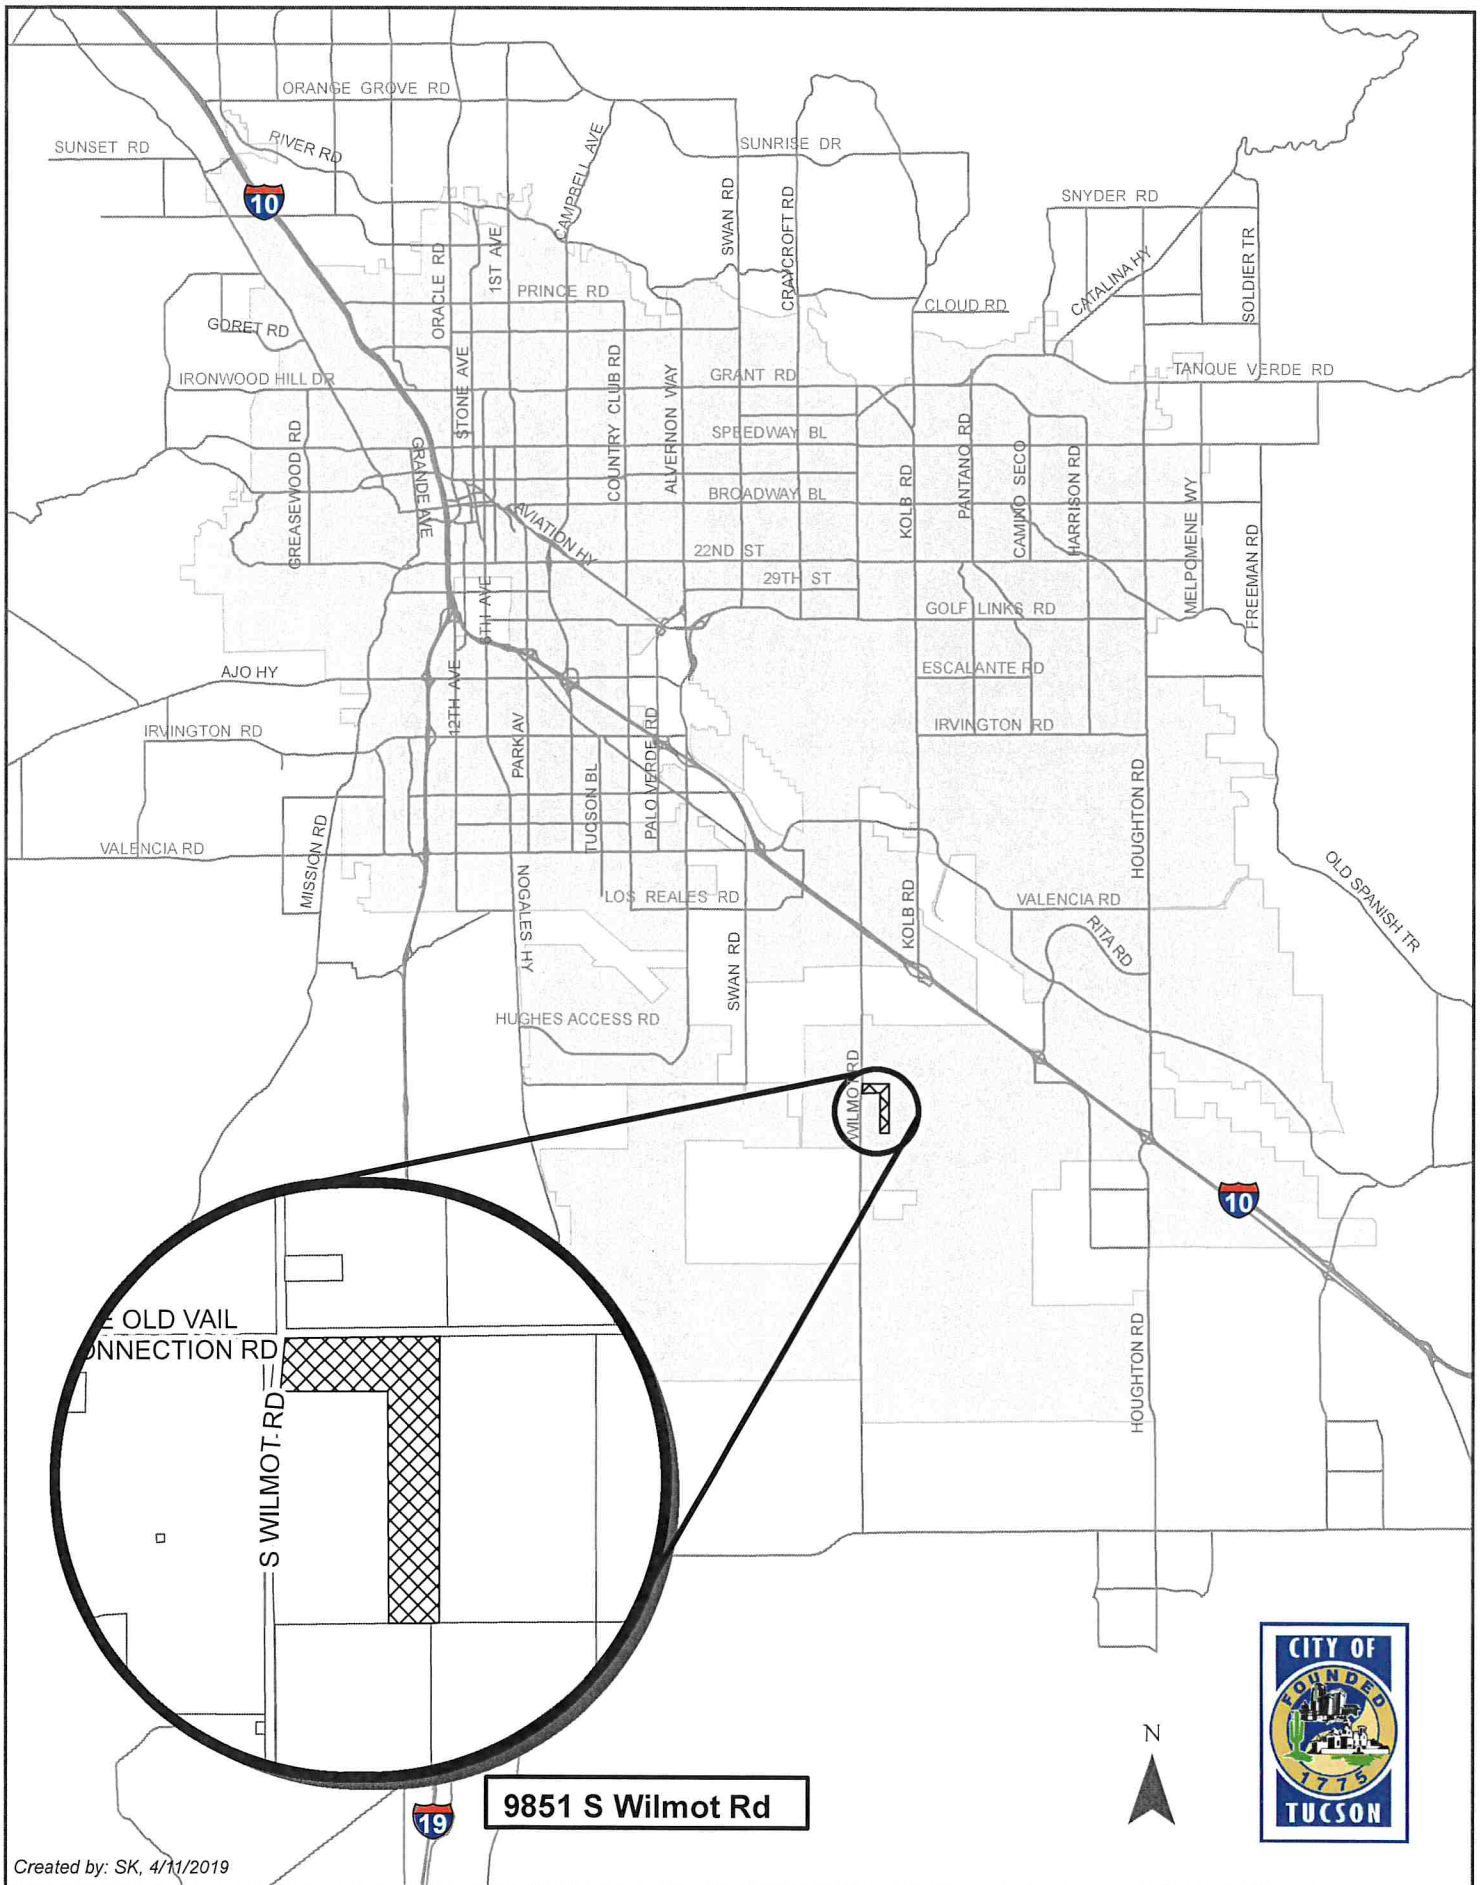 ORANGE GROVE RD
SUNSET RD
RIVER RD
CAMPBELL AVE
SUNRISE DR
10
SWAN RD
CRAYCROFT RD
SNYDER RD
SOLDIER TR
CATALINA HY
ORACLE RD
1ST AVE
PRINCE RD
CLOUD RD
GORET RD
STONE AVE
COUNTRY CLUB RD
ALVERNON WAY
IRONWOOD HILL DR
GRANT RD
TANQUE VERDE RD
GREASEWOOD RD
GRANDE AVE
SPEEDWAY BL
KOLB RD
PANTANO RD
CAMINO SECO
HARRISON RD
MELPOMENE WY
FREEMAN RD
BROADWAY BL
AVIATION HY
22ND ST
29TH ST
6TH AVE
GOLF LINKS RD
AJO HY
12TH AVE
ESCALANTE RD
IRVINGTON RD
PARK AV
PALO VERDE RD
IRVINGTON RD
TUCSON BL
HOUGHTON RD
VALENCIA RD
MISSION RD
NOGALES HY
LOS REALES RD
KOLB RD
VALENCIA RD
OLD SPANISH TR
RITA RD
SWAN RD
HUGHES ACCESS RD
WILMOT RD
10
E OLD VAIL
ONNECTION RD
HOUGHTON RD
S WILMOT RD
CITY OF
FOUNDED
1775
TUCSON
N
9851 S Wilmot Rd
19
Created by: SK, 4/11/2019